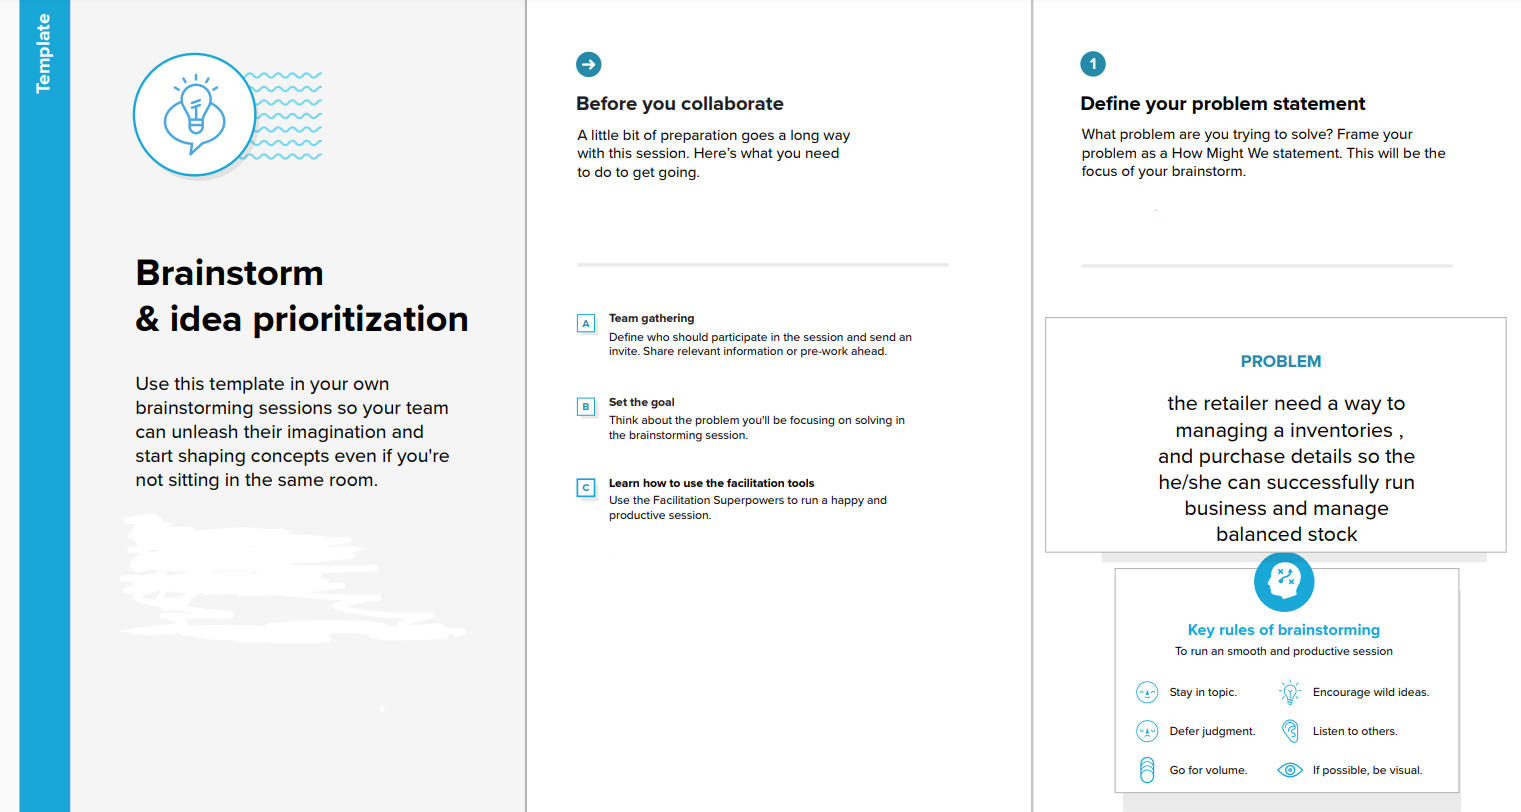 Template
Brainstorm
& idea prioritization
Use this template in your own
brainstorming sessions so your team
can unleash their imagination and
start shaping concepts even if you're
not sitting in the same room.
Before you collaborate
A little bit of preparation goes a long way
with this session. Here's what you need
to do to get going.
A
Team gathering
Define who should participate in the session and send an
invite. Share relevant information or pre-work ahead.
B
Set the goal
Think about the problem you'll be focusing on solving in
the brainstorming session.
C
Learn how to use the facilitation tools
Use the Facilitation Superpowers to run a happy and
productive session.
1
Define your problem statement
What problem are you trying to solve? Frame your
problem as a How Might We statement. This will be the
focus of your brainstorm.
PROBLEM
the retailer need a way to
managing a inventories ,
and purchase details so the
he/she can successfully run
business and manage
balanced stock
Key rules of brainstorming
To run an smooth and productive session
Stay in topic.
Encourage wild ideas.
Defer judgment.
Listen to others.
Go for volume.
If possible, be visual.